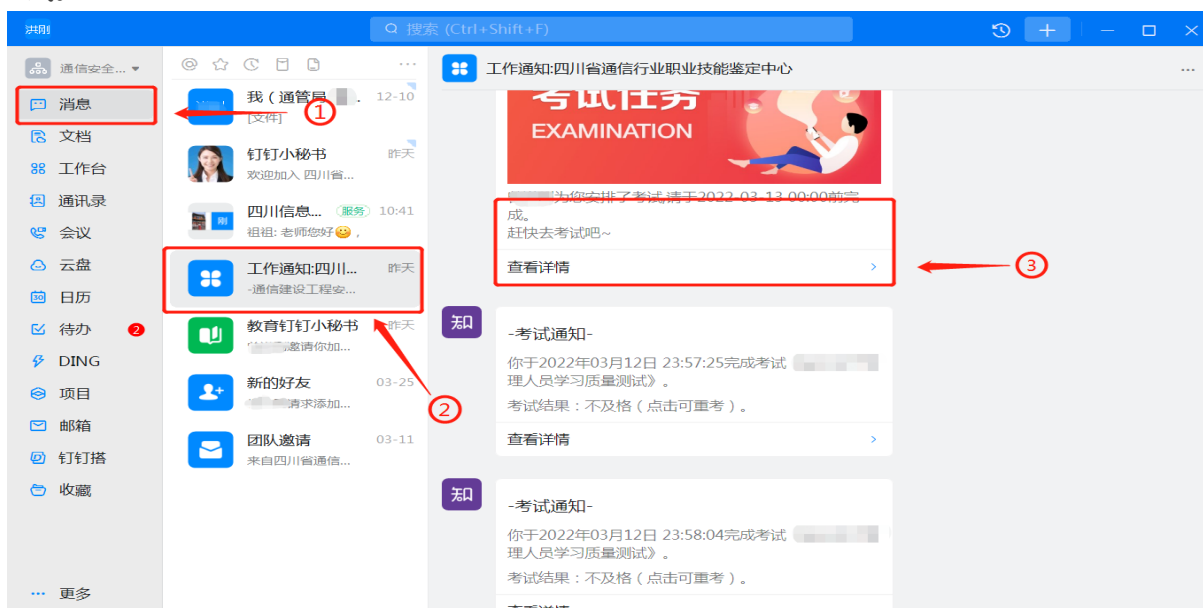 洪刚
搜索 (Ctrl+Shift+F)
通信安全...
消息
文档
工作台
通讯录
会议
云盘
30
日历
待办
2
DING
项目
邮箱
钉钉搭
收藏
更多
我（通管局 . 12-10
[文件]
①
钉钉小秘书 昨天
欢迎加入 四川省...
四川信息... 服务 10:41
祖祖: 老师您好 ,
刚
工作通知:四川... 昨天
-通信建设工程安...
教育钉钉小秘书 昨天
邀请你加...
新的好友 03-25
请求添加...
②
团队邀请 03-11
来自四川省通信...
工作通知:四川省通信行业职业技能鉴定中心
考试任务
EXAMINATION
为您安排了考试,请于2022-03-13 00:00前完
成。
赶快去考试吧~
查看详情
③
知
-考试通知-
你于2022年03月12日 23:57:25完成考试
理人员学习质量测试》。
考试结果：不及格（点击可重考）。
查看详情
知
-考试通知-
你于2022年03月12日 23:58:04完成考试
理人员学习质量测试》。
考试结果：不及格（点击可重考）。
查看详情